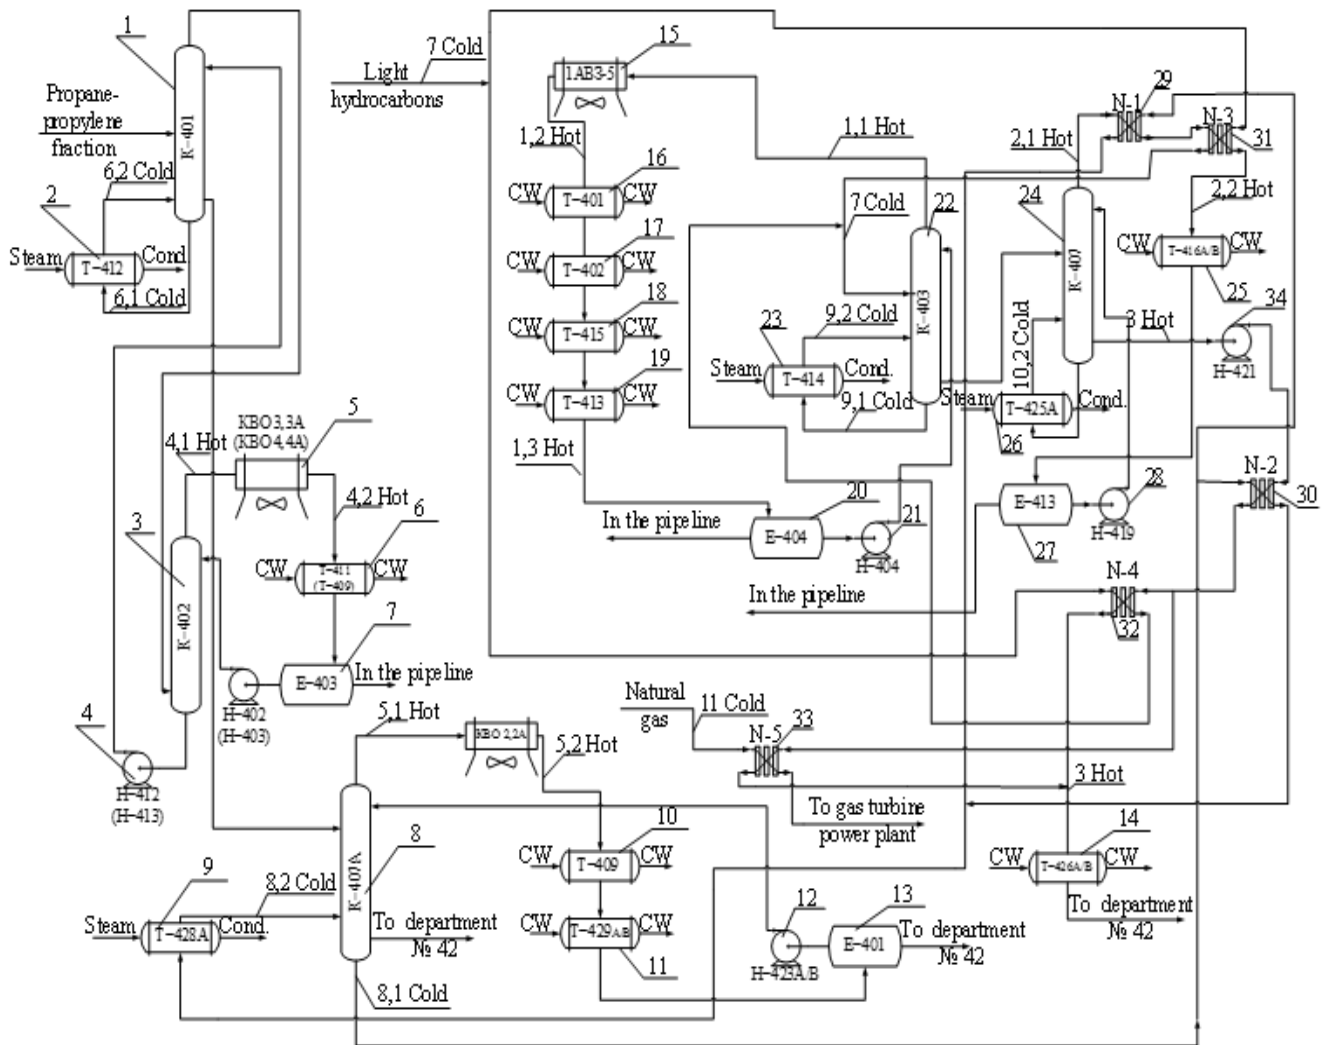 1
Propane-
propylene
fraction
K-401
6,2 Cold
2
Steam
T-412
Cond
6,1 Cold
7 Cold
Light
hydrocarbons
15
1АВЗ-5
1,2 Hot
1,1 Hot
16
CW
T-401
CW
17
CW
T-402
CW
18
CW
T-415
CW
19
CW
T-413
CW
1,3 Hot
7 Cold
22
K-403
23
9,2 Cold
Steam
T-414
Cond.
9,1 Cold
N-1
29
N-3
31
2,1 Hot
24
K-407
2,2 Hot
CW
T-416A/B
CW
25
34
3 Hot
H-421
10,2 Cold
Steam
T-425A
Cond.
26
КВО 3,3А
(КВО 4,4А)
5
4,1 Hot
4,2 Hot
3
6
K-402
CW
T-411
(T-409)
CW
7
E-403
In the pipeline
H-402
(H-403)
4
H-412
(H-413)
20
In the pipeline
E-404
21
H-404
E-413
27
28
H-419
N-2
30
In the pipeline
N-4
32
Natural
gas
11 Cold
N-5
33
3 Hot
To gas turbine
power plant
5,1 Hot
КВО 2,2А
5,2 Hot
8
K-407A
9
8,2 Cold
Steam
T-428A
Cond.
To department
№ 42
8,1 Cold
10
CW
T-409
CW
CW
T-429A/B
CW
11
12
H-423A/B
13
E-401
To department
№ 42
14
CW
T-426A/B
CW
To department
№ 42